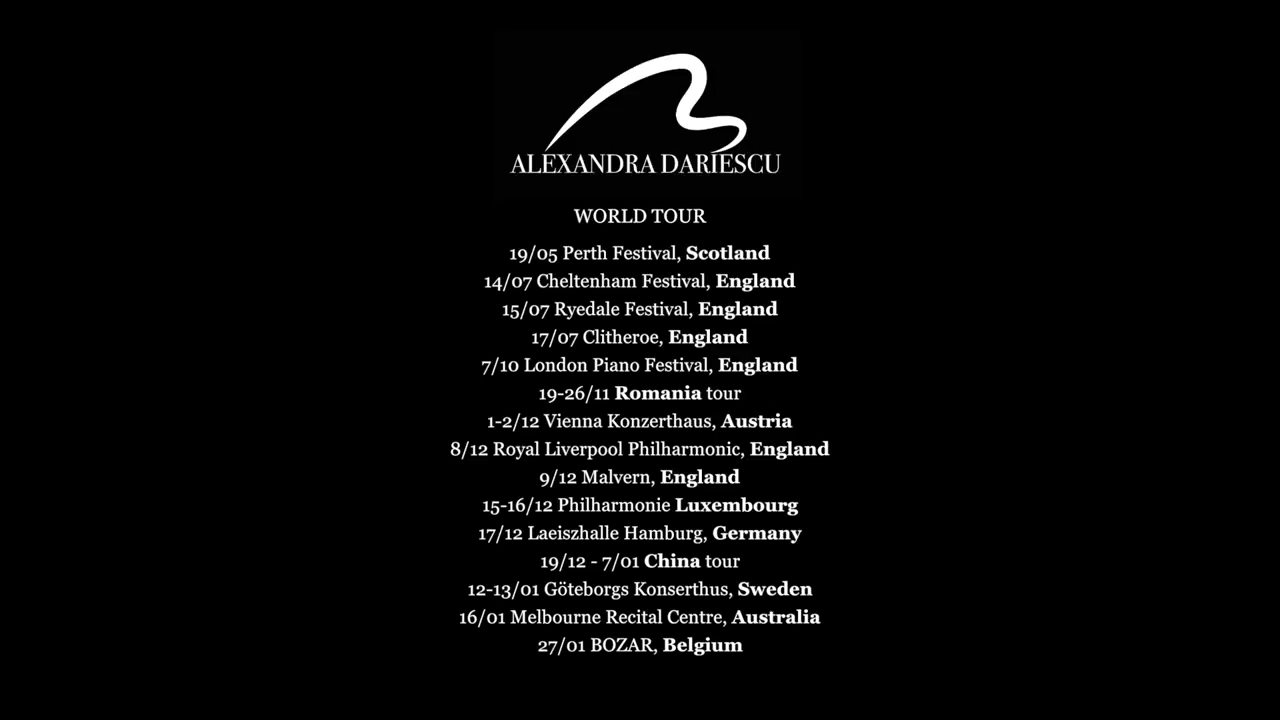 ALEXANDRA DARIESCU
WORLD TOUR
19/05 Perth Festival, Scotland
14/07 Cheltenham Festival, England
15/07 Ryedale Festival, England
17/07 Clitheroe, England
7/10 London Piano Festival, England
19-26/11 Romania tour
1-2/12 Vienna Konzerthaus, Austria
8/12 Royal Liverpool Philharmonic, England
9/12 Malvern, England
15-16/12 Philharmonie Luxembourg
17/12 Laeiszhalle Hamburg, Germany
19/12 - 7/01 China tour
12-13/01 Göteborgs Konserthus, Sweden
16/01 Melbourne Recital Centre, Australia
27/01 BOZAR, Belgium